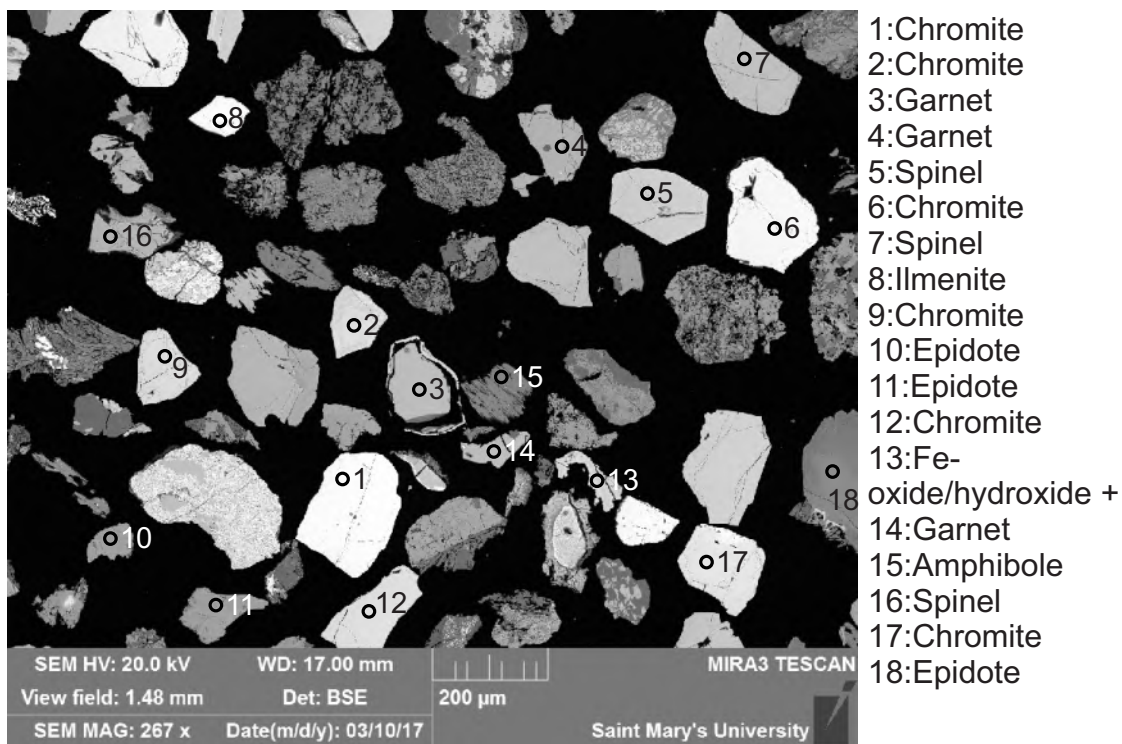 7
8
4
5
6
16
2
9
3
15
14
1
13
18
10
17
11
12
SEM HV: 20.0 kV
WD: 17.00 mm
MIRA3 TESCAN
View field: 1.48 mm
Det: BSE
200 µm
SEM MAG: 267 x
Date(m/d/y): 03/10/17
Saint Mary's University
1:Chromite
2:Chromite
3:Garnet
4:Garnet
5:Spinel
6:Chromite
7:Spinel
8:Ilmenite
9:Chromite
10:Epidote
11:Epidote
12:Chromite
13:Fe-
oxide/hydroxide +
14:Garnet
15:Amphibole
16:Spinel
17:Chromite
18:Epidote